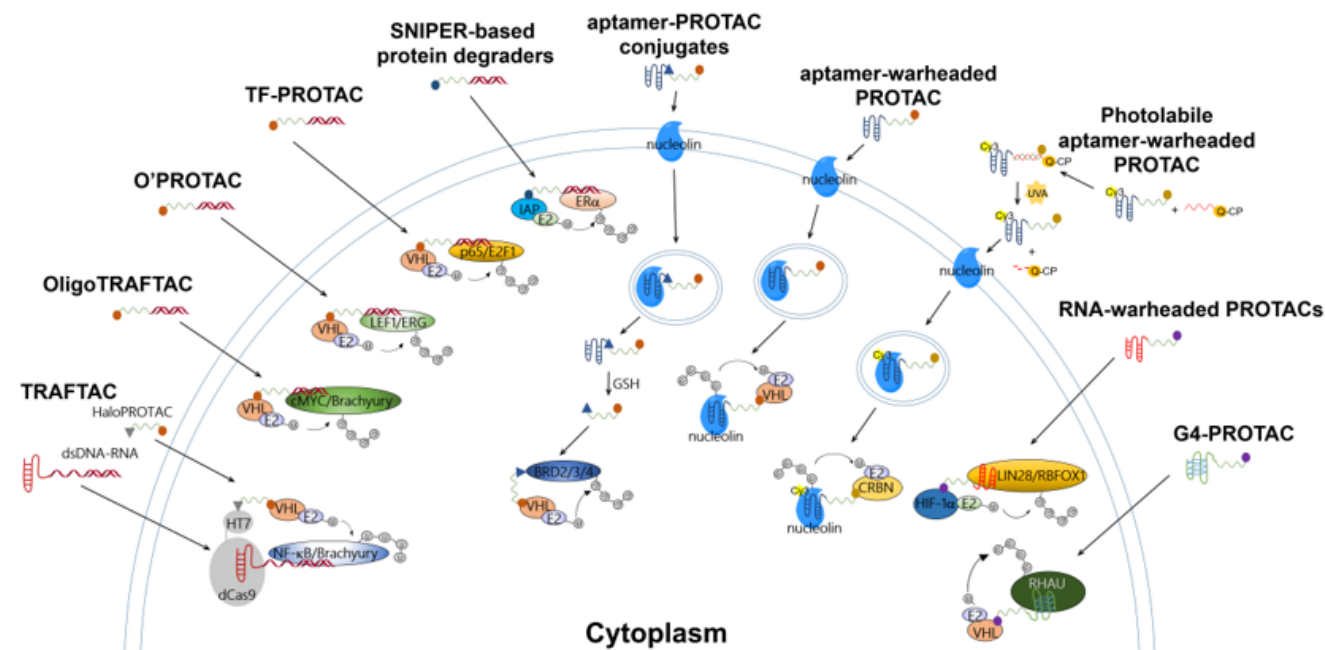 SNIPER-based
protein degraders
aptamer-PROTAC
conjugates
aptamer-warheaded
PROTAC
Photolabile
aptamer-warheaded
PROTAC
TF-PROTAC
O'PROTAC
OligoTRAFTAC
TRAFTAC
HaloPROTAC
dsDNA-RNA
nucleolin
nucleolin
nucleolin
Cy3
Q-CP
UVA
Cy3
+
Q-CP
Cy3
+
Q-CP
RNA-warheaded PROTACs
G4-PROTAC
IAP
E2
U
ERα
U
U
U
U
VHL
E2
U
p65/E2F1
U
U
U
U
VHL
E2
U
LEF1/ERG
U
U
U
U
VHL
E2
U
cMYC/Brachyury
U
U
U
U
HT7
VHL
E2
U
NF-κB/Brachyury
U
U
U
U
dCas9
GSH
BRD2/3/4
VHL
E2
U
U
U
U
U
U
U
U
U
U
E2
VHL
nucleolin
Cy3
U
U
U
U
U
E2
CRBN
Cy3
nucleolin
LIN28/RBFOX1
HIF-1α
E2
U
U
U
U
U
U
U
U
U
RHAU
U
E2
VHL
Cytoplasm